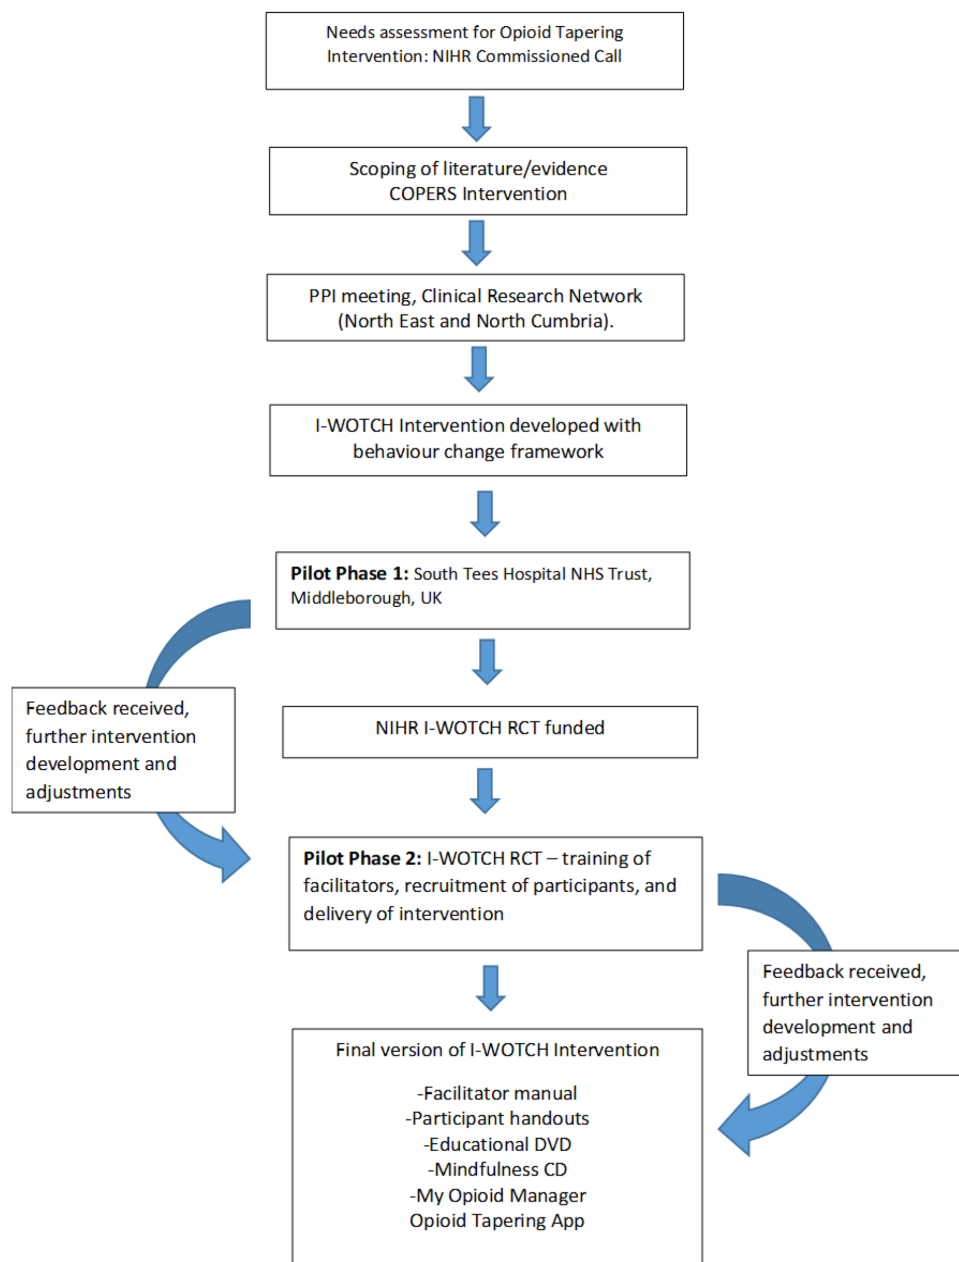 Needs assessment for Opioid Tapering
Intervention: NIHR Commissioned Call
Scoping of literature/evidence
COPERS Intervention
PPI meeting, Clinical Research Network
(North East and North Cumbria).
I-WOTCH Intervention developed with
behaviour change framework
Pilot Phase 1: South Tees Hospital NHS Trust,
Middleborough, UK
Feedback received,
further intervention
development and
adjustments
NIHR I-WOTCH RCT funded
Pilot Phase 2: I-WOTCH RCT – training of
facilitators, recruitment of participants, and
delivery of intervention
Feedback received,
further intervention
development and
adjustments
Final version of I-WOTCH Intervention
-Facilitator manual
-Participant handouts
-Educational DVD
-Mindfulness CD
-My Opioid Manager
Opioid Tapering App